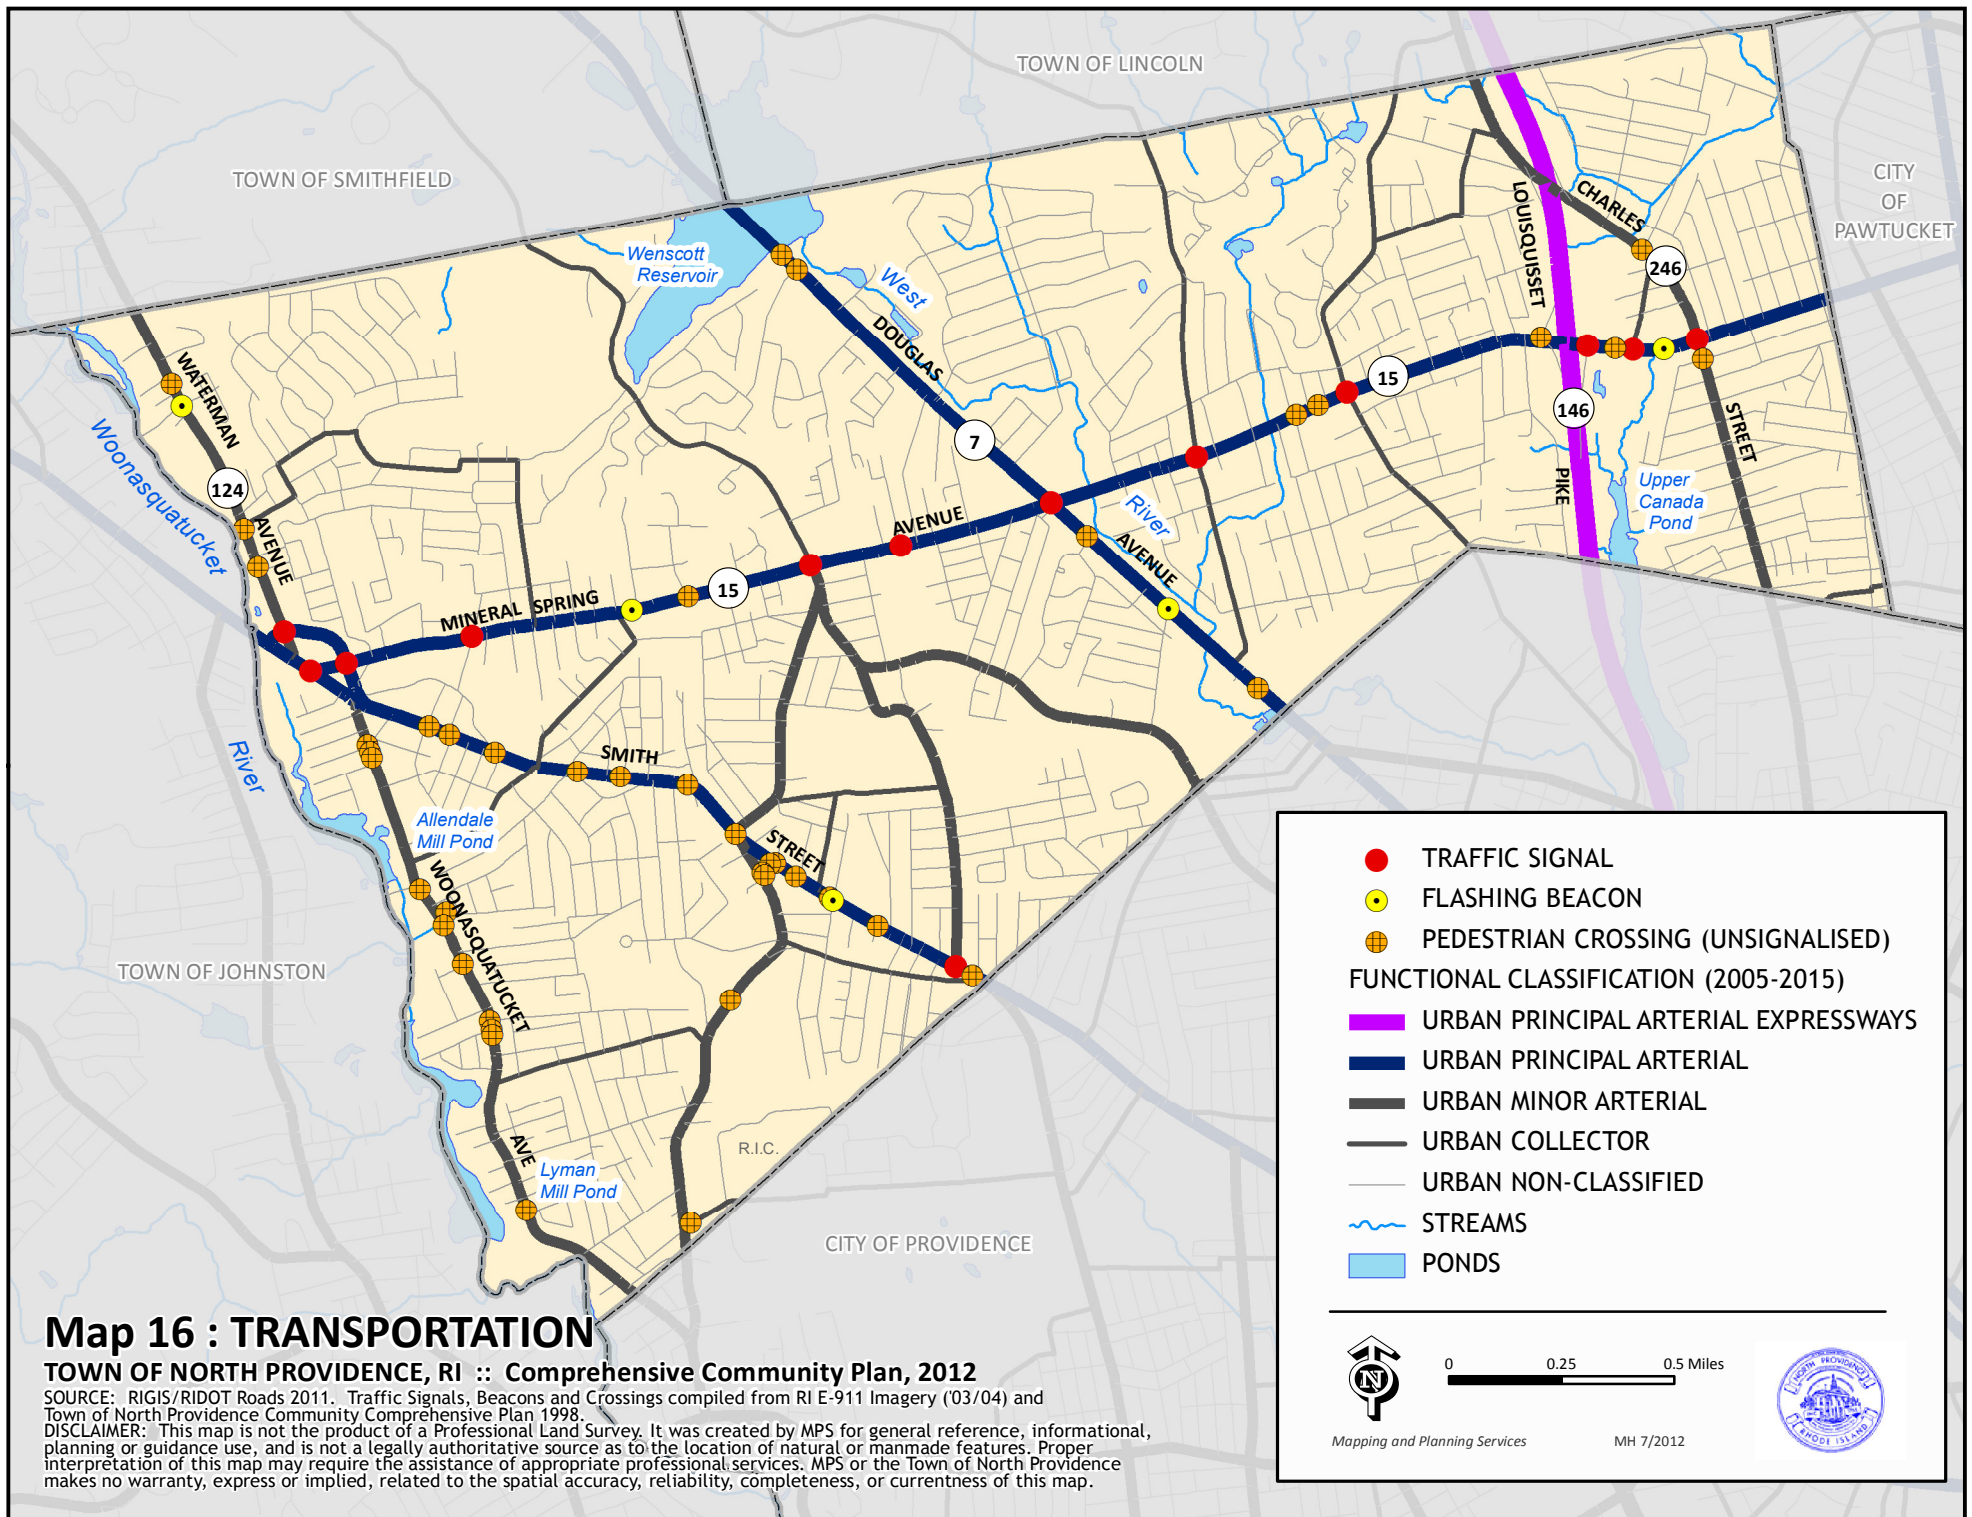 TOWN OF LINCOLN
TOWN OF SMITHFIELD
CITY
OF
PAWTUCKET
LOUISQUISSET
CHARLES
246
Wenscott
Reservoir
West
DOUGLAS
WATERMAN
15
146
STREET
7
Woonasquatucket
124
PIKE
Upper
Canada
Pond
AVENUE
River
AVENUE
AVENUE
15
MINERAL SPRING
SMITH
River
Allendale
Mill Pond
STREET
WOONASQUATUCKET
TOWN OF JOHNSTON
R.I.C.
AVE
Lyman
Mill Pond
CITY OF PROVIDENCE
TRAFFIC SIGNAL
FLASHING BEACON
PEDESTRIAN CROSSING (UNSIGNALISED)
FUNCTIONAL CLASSIFICATION (2005-2015)
URBAN PRINCIPAL ARTERIAL EXPRESSWAYS
URBAN PRINCIPAL ARTERIAL
URBAN MINOR ARTERIAL
URBAN COLLECTOR
URBAN NON-CLASSIFIED
STREAMS
PONDS
N
0 0.25 0.5 Miles
Mapping and Planning Services MH 7/2012
NORTH PROVIDENCE
RHODE ISLAND
Map 16 : TRANSPORTATION
TOWN OF NORTH PROVIDENCE, RI :: Comprehensive Community Plan, 2012
SOURCE: RIGIS/RIDOT Roads 2011. Traffic Signals, Beacons and Crossings compiled from RI E-911 Imagery ('03/04) and
Town of North Providence Community Comprehensive Plan 1998.
DISCLAIMER: This map is not the product of a Professional Land Survey. It was created by MPS for general reference, informational,
planning or guidance use, and is not a legally authoritative source as to the location of natural or manmade features. Proper
interpretation of this map may require the assistance of appropriate professional services. MPS or the Town of North Providence
makes no warranty, express or implied, related to the spatial accuracy, reliability, completeness, or currentness of this map.